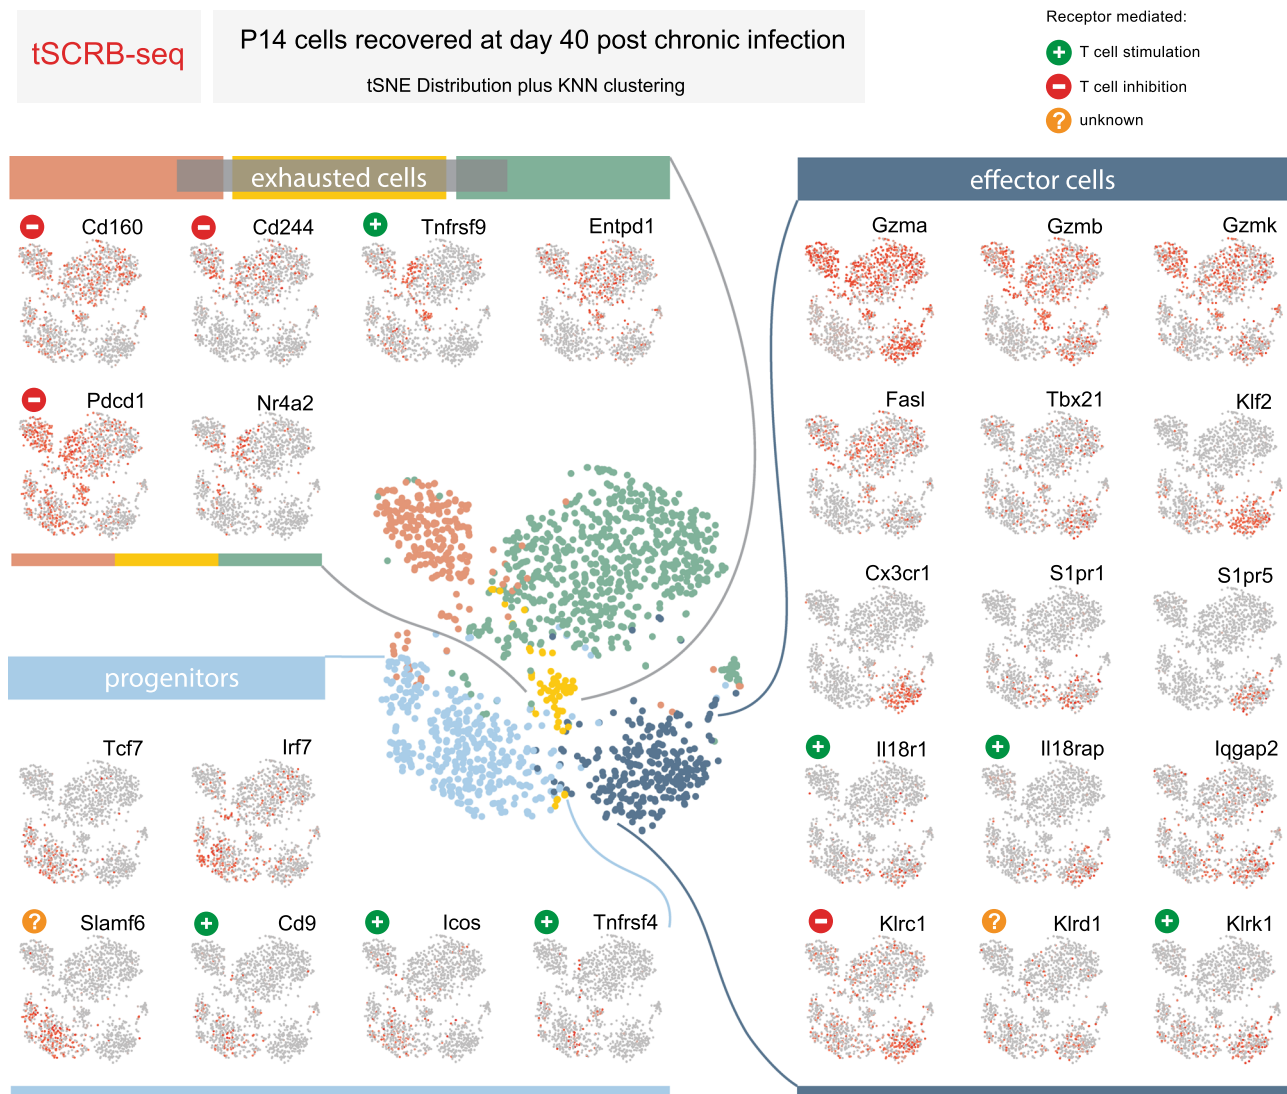 tSCRB-seq
P14 cells recovered at day 40 post chronic infection
tSNE Distribution plus KNN clustering
Receptor mediated:
+ T cell stimulation
− T cell inhibition
? unknown
exhausted cells
− Cd160
− Cd244
+ Tnfrsf9
Entpd1
− Pdcd1
Nr4a2
progenitors
Tcf7
Irf7
? Slamf6
+ Cd9
+ Icos
+ Tnfrsf4
effector cells
Gzma
Gzmb
Gzmk
Fasl
Tbx21
Klf2
Cx3cr1
S1pr1
S1pr5
+ Il18r1
+ Il18rap
Iqgap2
− Klrc1
? Klrd1
+ Klrk1